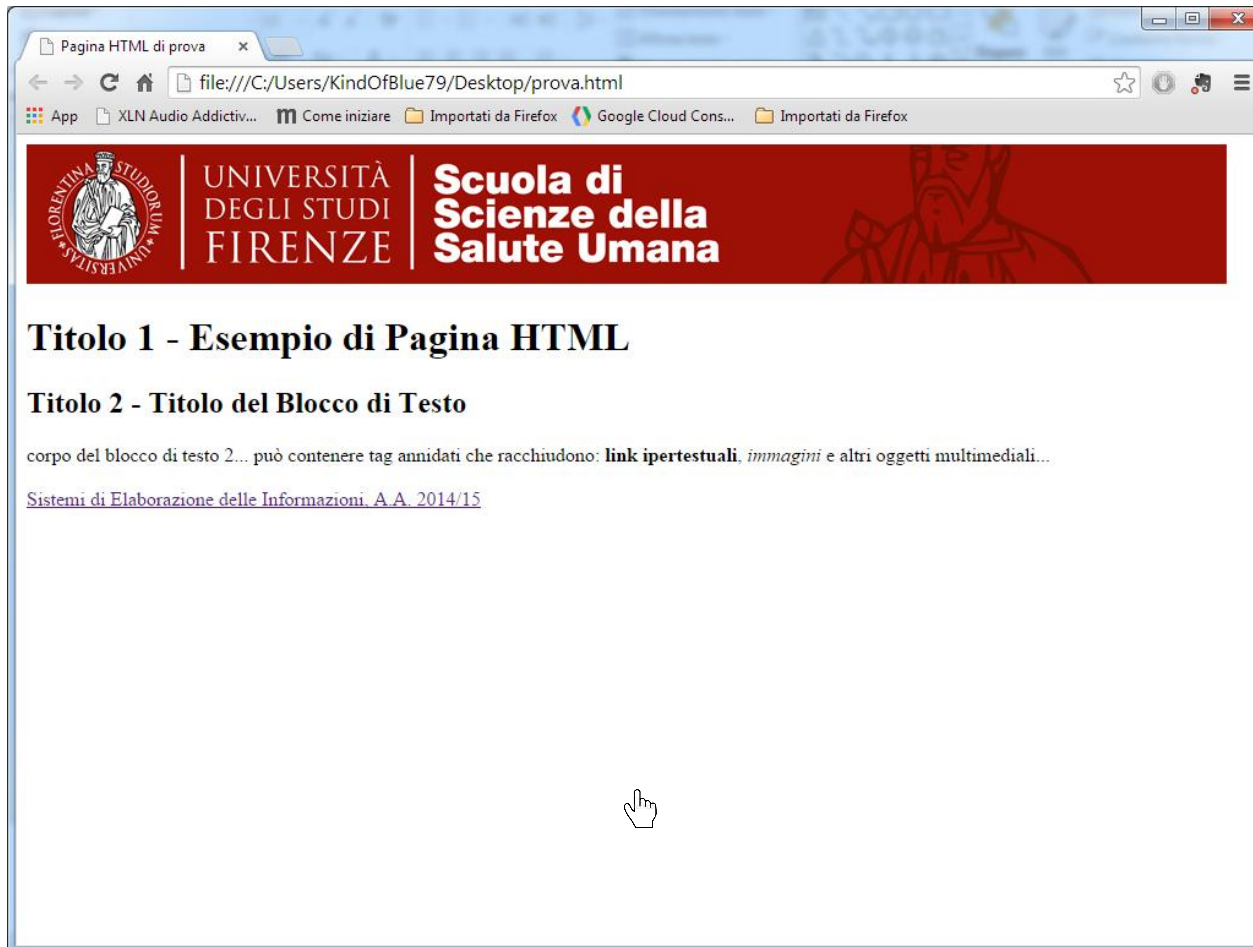 Pagina HTML di prova
file:///C:/Users/KindOfBlue79/Desktop/prova.html
App XLN Audio Addictiv... Come iniziare Importati da Firefox Google Cloud Cons... Importati da Firefox
FLORENTINA STUDIORUM UNIVERSITAS
UNIVERSITÀ
DEGLI STUDI
FIRENZE
Scuola di
Scienze della
Salute Umana
Titolo 1 - Esempio di Pagina HTML
Titolo 2 - Titolo del Blocco di Testo
corpo del blocco di testo 2... può contenere tag annidati che racchiudono: link ipertestuali, immagini e altri oggetti multimediali...
Sistemi di Elaborazione delle Informazioni, A.A. 2014/15